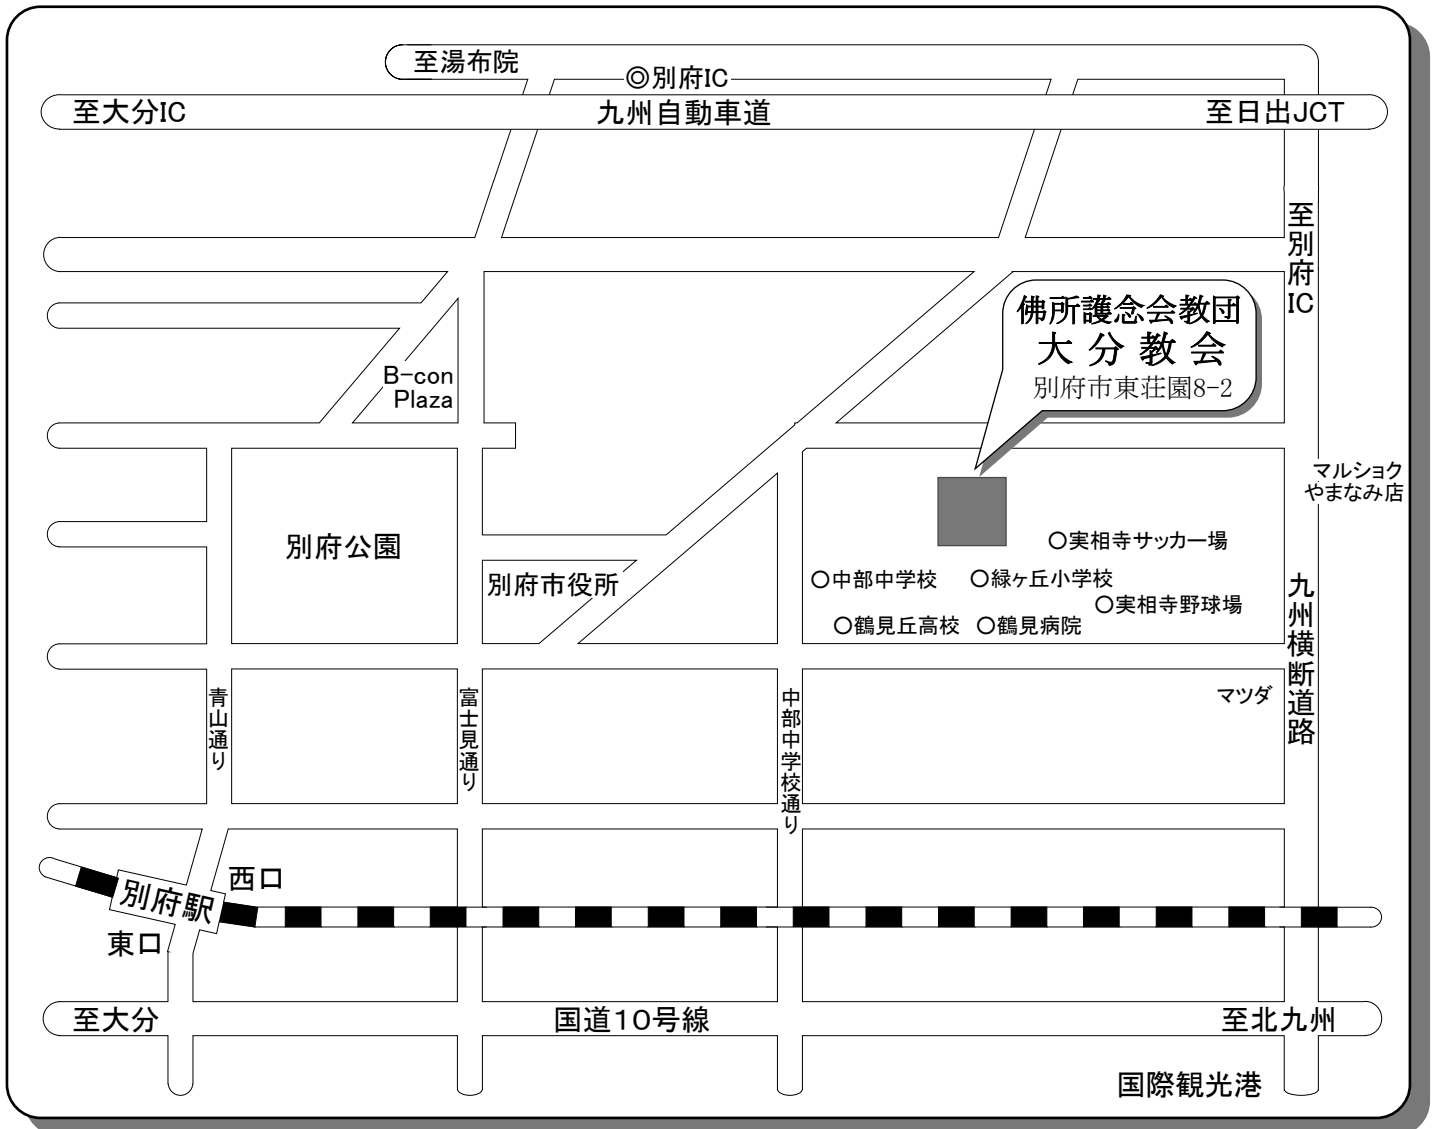 至湯布院
◎別府IC
至大分IC
九州自動車道
至日出JCT
至別府IC
佛所護念会教団
大分教会
別府市東荘園8-2
B-con
Plaza
マルショク
やまなみ店
別府公園
別府市役所
○実相寺サッカー場
○中部中学校
○緑ヶ丘小学校
○実相寺野球場
○鶴見丘高校
○鶴見病院
九州横断道路
マツダ
青山通り
富士見通り
中部中学校通り
西口
別府駅
東口
至大分
国道10号線
至北九州
国際観光港